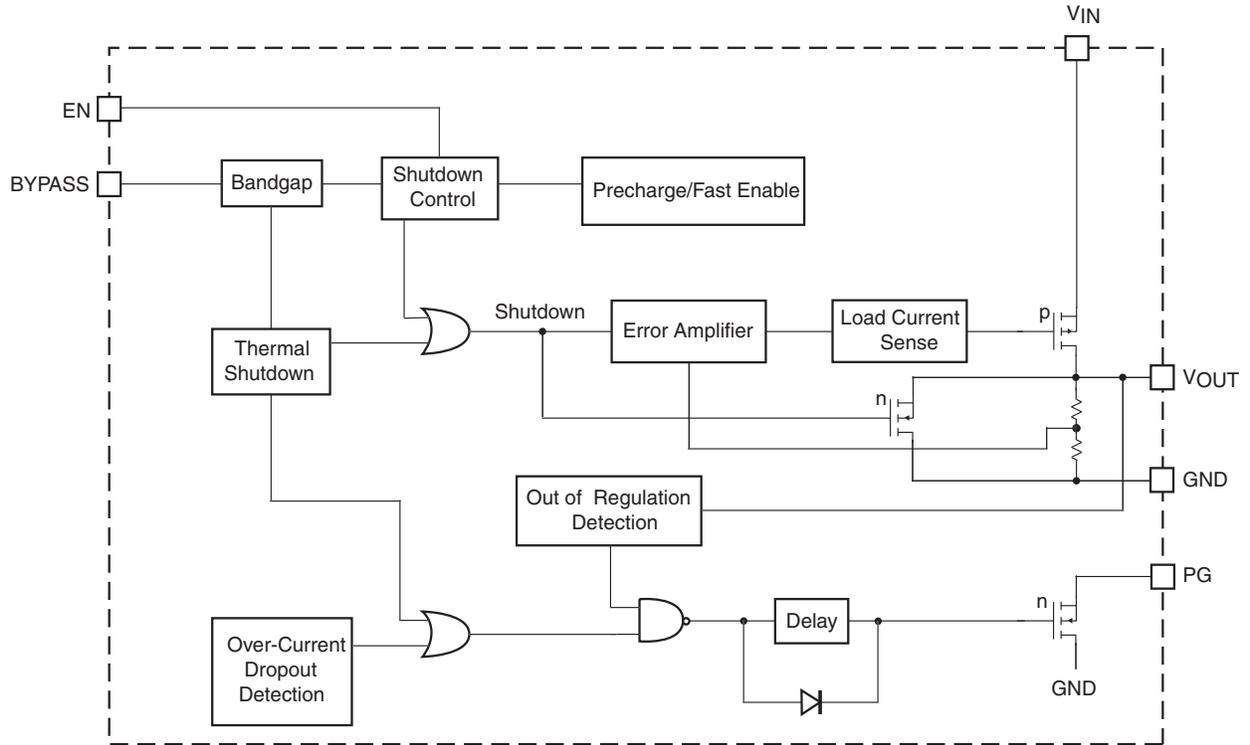 VIN
EN
BYPASS
Bandgap
Shutdown
Control
Precharge/Fast Enable
Shutdown
Error Amplifier
Load Current
Sense
p
Thermal
Shutdown
VOUT
n
GND
Out of Regulation
Detection
PG
n
Delay
Over-Current
Dropout
Detection
GND